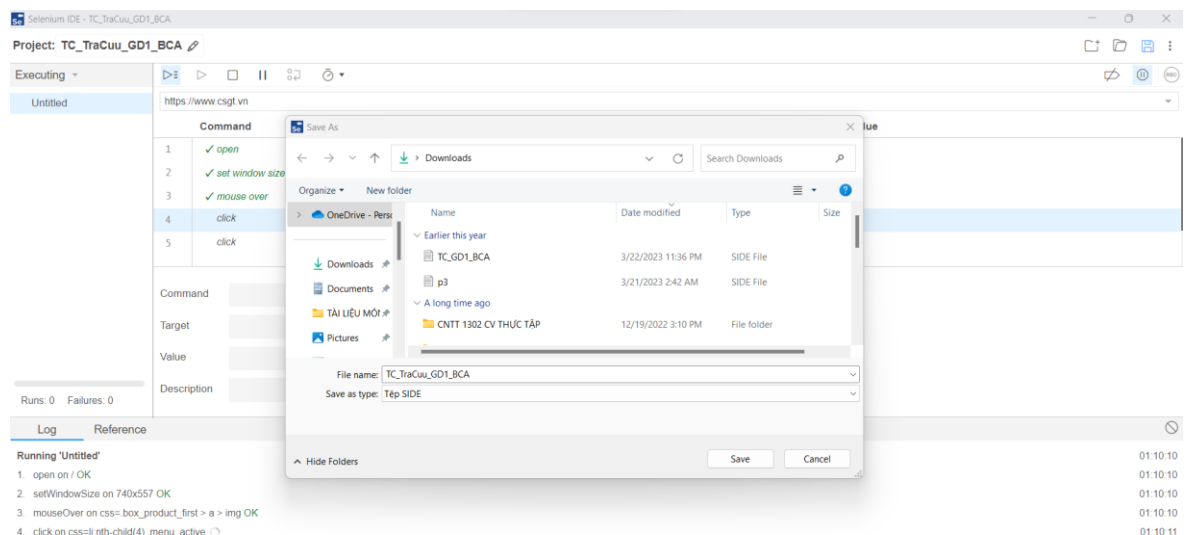 Selenium IDE - TC_TraCuu_GD1_BCA
Project: TC_TraCuu_GD1_BCA
Executing
Untitled
https://www.csgt.vn
Command
lue
1 ✓ open
2 ✓ set window size
3 ✓ mouse over
4 click
5 click
Command
Target
Value
Description
Runs: 0 Failures: 0
Save As
Downloads
Search Downloads
Organize
New folder
Name Date modified Type Size
OneDrive - Perso
Downloads
Documents
TÀI LIỆU MÔN
Pictures
Earlier this year
TC_GD1_BCA 3/22/2023 11:36 PM SIDE File
p3 3/21/2023 2:42 AM SIDE File
A long time ago
CNTT 1302 CV THỰC TẬP 12/19/2022 3:10 PM File folder
File name: TC_TraCuu_GD1_BCA
Save as type: Tệp SIDE
Hide Folders
Save
Cancel
Log Reference
Running 'Untitled' 01:10:10
1. open on / OK 01:10:10
2. setWindowSize on 740x557 OK 01:10:10
3. mouseOver on css=.box_product_first > a > img OK 01:10:10
4. click on css=li:nth-child(4) .menu_active 01:10:11